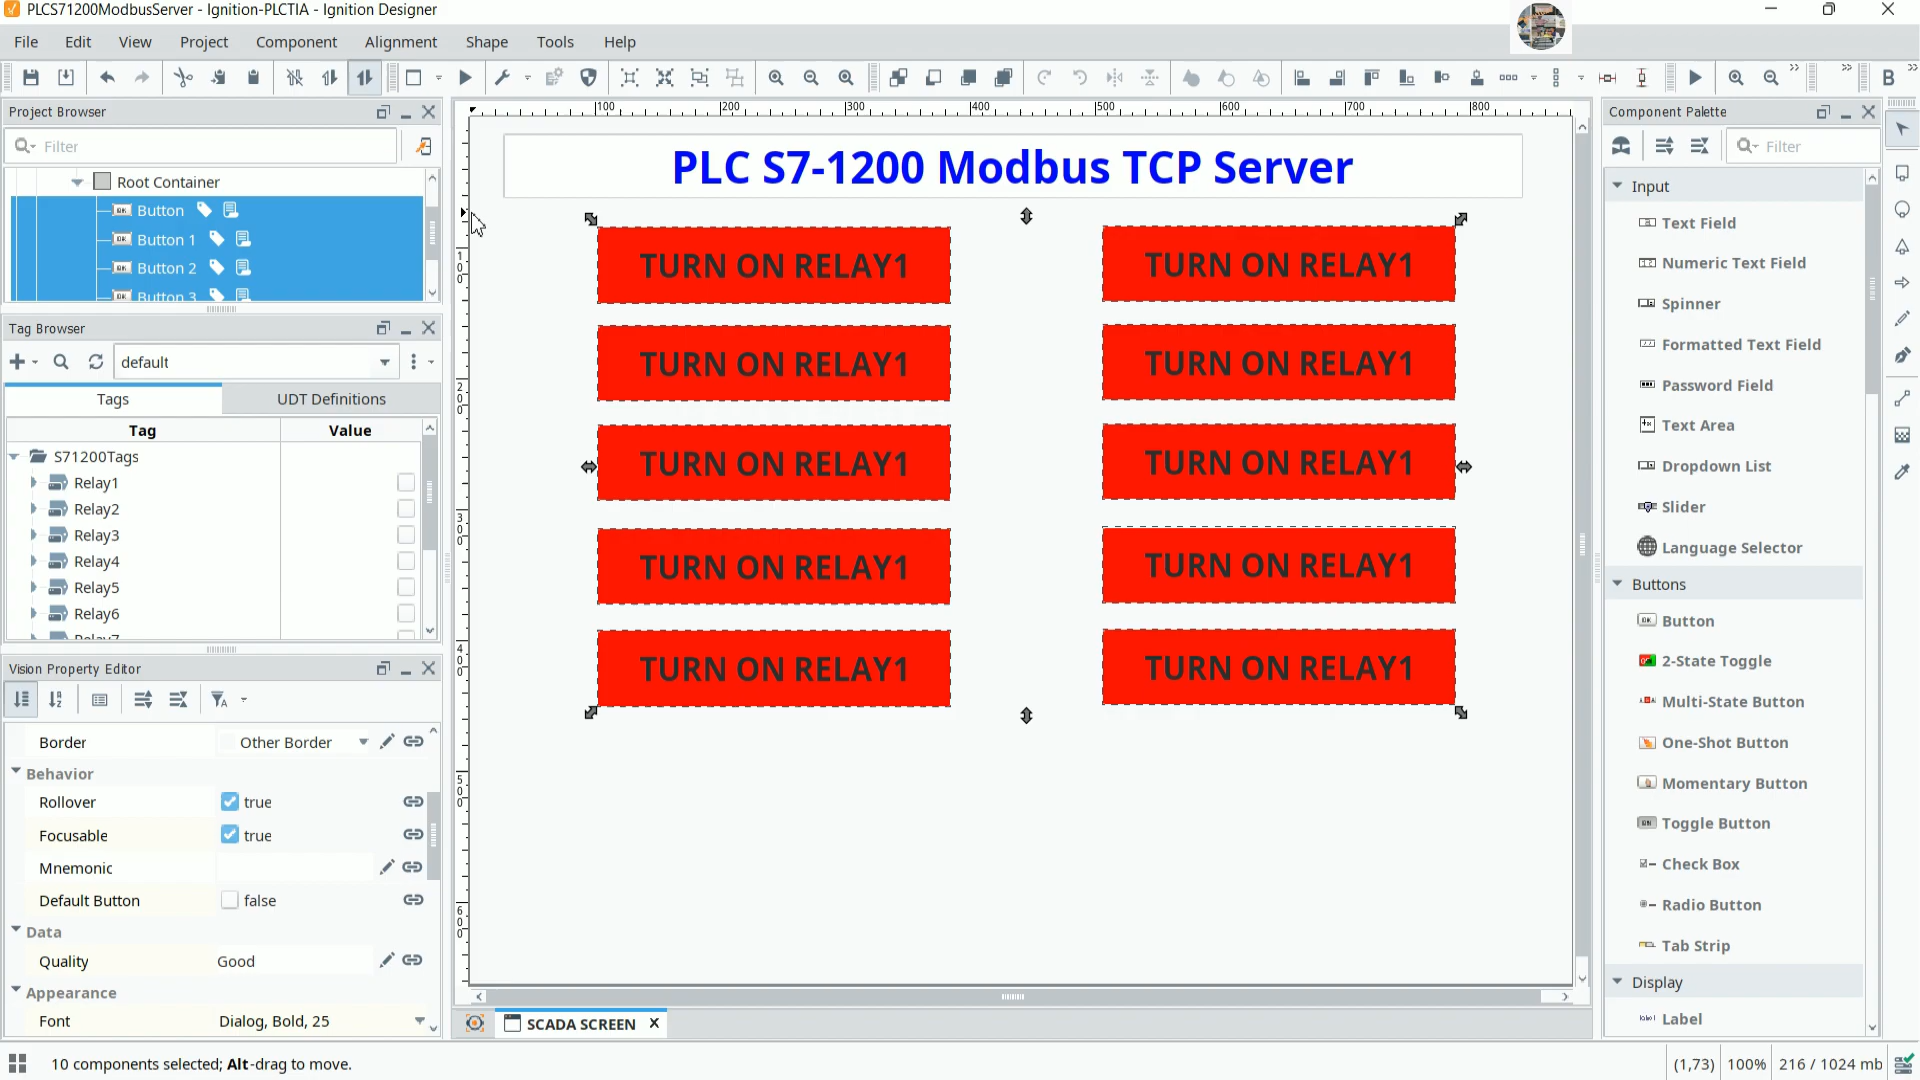 PLCS71200ModbusServer - Ignition-PLCTIA - Ignition Designer
File Edit View Project Component Alignment Shape Tools Help
B
Project Browser
Filter
Root Container
Button
Button 1
Button 2
Button 3
Tag Browser
default
Tags UDT Definitions
Tag Value
S71200Tags
Relay1
Relay2
Relay3
Relay4
Relay5
Relay6
Relay7
Vision Property Editor
Border Other Border
Behavior
Rollover true
Focusable true
Mnemonic
Default Button false
Data
Quality Good
Appearance
Font Dialog, Bold, 25
100 200 300 400 500 600 700 800
100
200
300
400
500
600
PLC S7-1200 Modbus TCP Server
TURN ON RELAY1 TURN ON RELAY1
TURN ON RELAY1 TURN ON RELAY1
TURN ON RELAY1 TURN ON RELAY1
TURN ON RELAY1 TURN ON RELAY1
TURN ON RELAY1 TURN ON RELAY1
SCADA SCREEN
Component Palette
Filter
Input
Text Field
Numeric Text Field
Spinner
Formatted Text Field
Password Field
Text Area
Dropdown List
Slider
Language Selector
Buttons
Button
2-State Toggle
Multi-State Button
One-Shot Button
Momentary Button
Toggle Button
Check Box
Radio Button
Tab Strip
Display
Label
10 components selected; Alt-drag to move.
(1,73) 100% 216 / 1024 mb